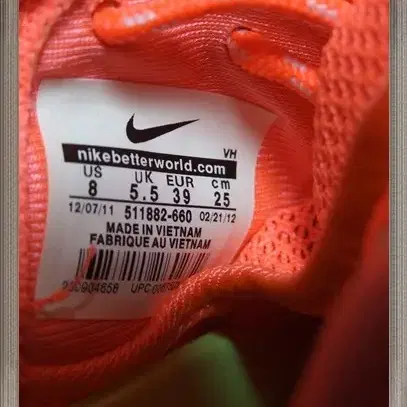 nikebetterworld.com
VH
US UK EUR cm
8 5.5 39 25
12/07/11 511882-660 02/21/12
MADE IN VIETNAM
FABRIQUE AU VIETNAM
UPC